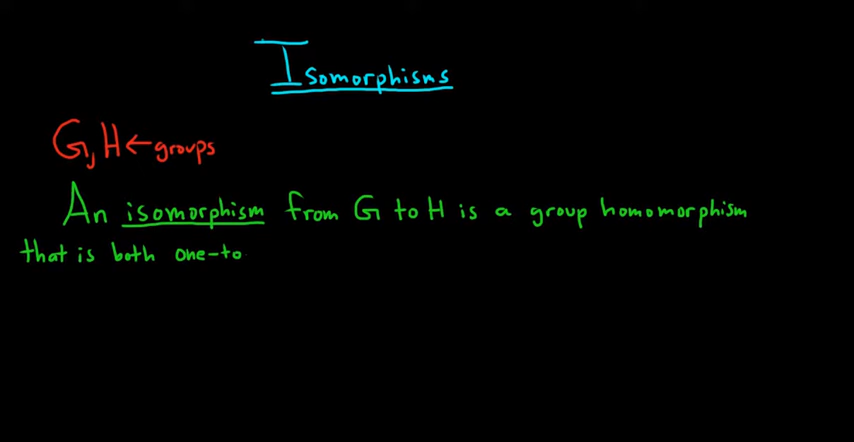 Isomorphisms
G, H ← groups
An isomorphism from G to H is a group homomorphism
that is both one-to